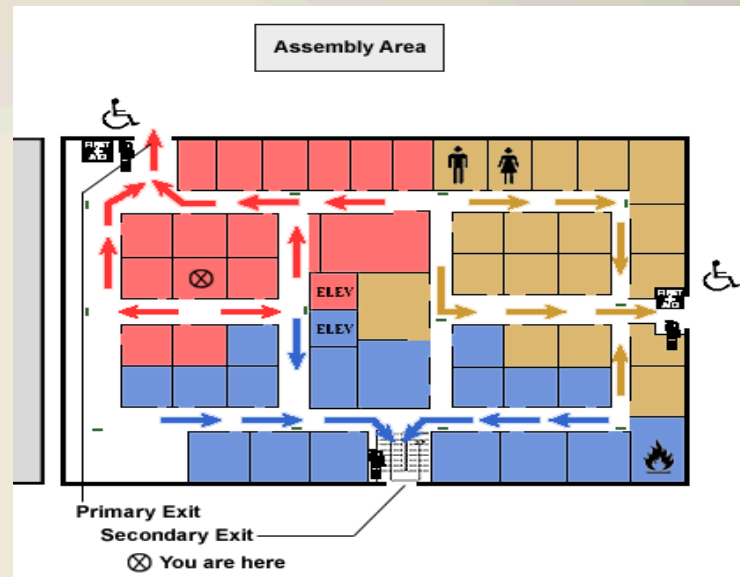 Assembly Area
FIRST
AID
ELEV
FIRST
AID
ELEV
Primary Exit
Secondary Exit
You are here